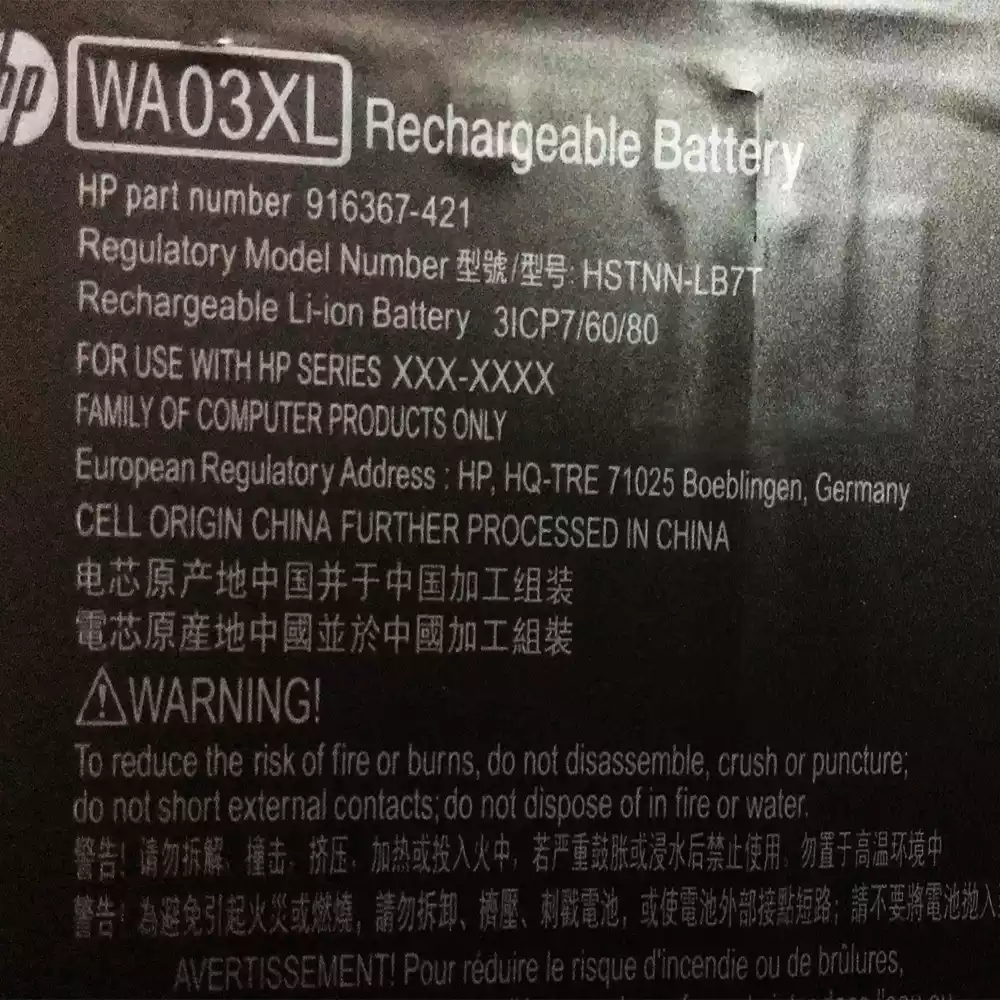 hp WA03XL Rechargeable Battery
HP part number 916367-421
Regulatory Model Number 型號/型号: HSTNN-LB7T
Rechargeable Li-ion Battery 3ICP7/60/80
FOR USE WITH HP SERIES XXX-XXXX
FAMILY OF COMPUTER PRODUCTS ONLY
European Regulatory Address : HP, HQ-TRE 71025 Boeblingen, Germany
CELL ORIGIN CHINA FURTHER PROCESSED IN CHINA
电芯原产地中国并于中国加工组装
電芯原產地中國並於中國加工組裝
⚠WARNING!
To reduce the risk of fire or burns, do not disassemble, crush or puncture;
do not short external contacts; do not dispose of in fire or water.
警告! 请勿拆解、撞击、挤压、加热或投入火中, 若严重鼓胀或浸水后禁止使用, 勿置于高温环境中
警告! 為避免引起火災或燃燒, 請勿拆卸、擠壓、刺戳電池, 或使電池外部接點短路; 請不要將電池拋入
AVERTISSEMENT! Pour réduire le risque d'incendie ou de brûlures,